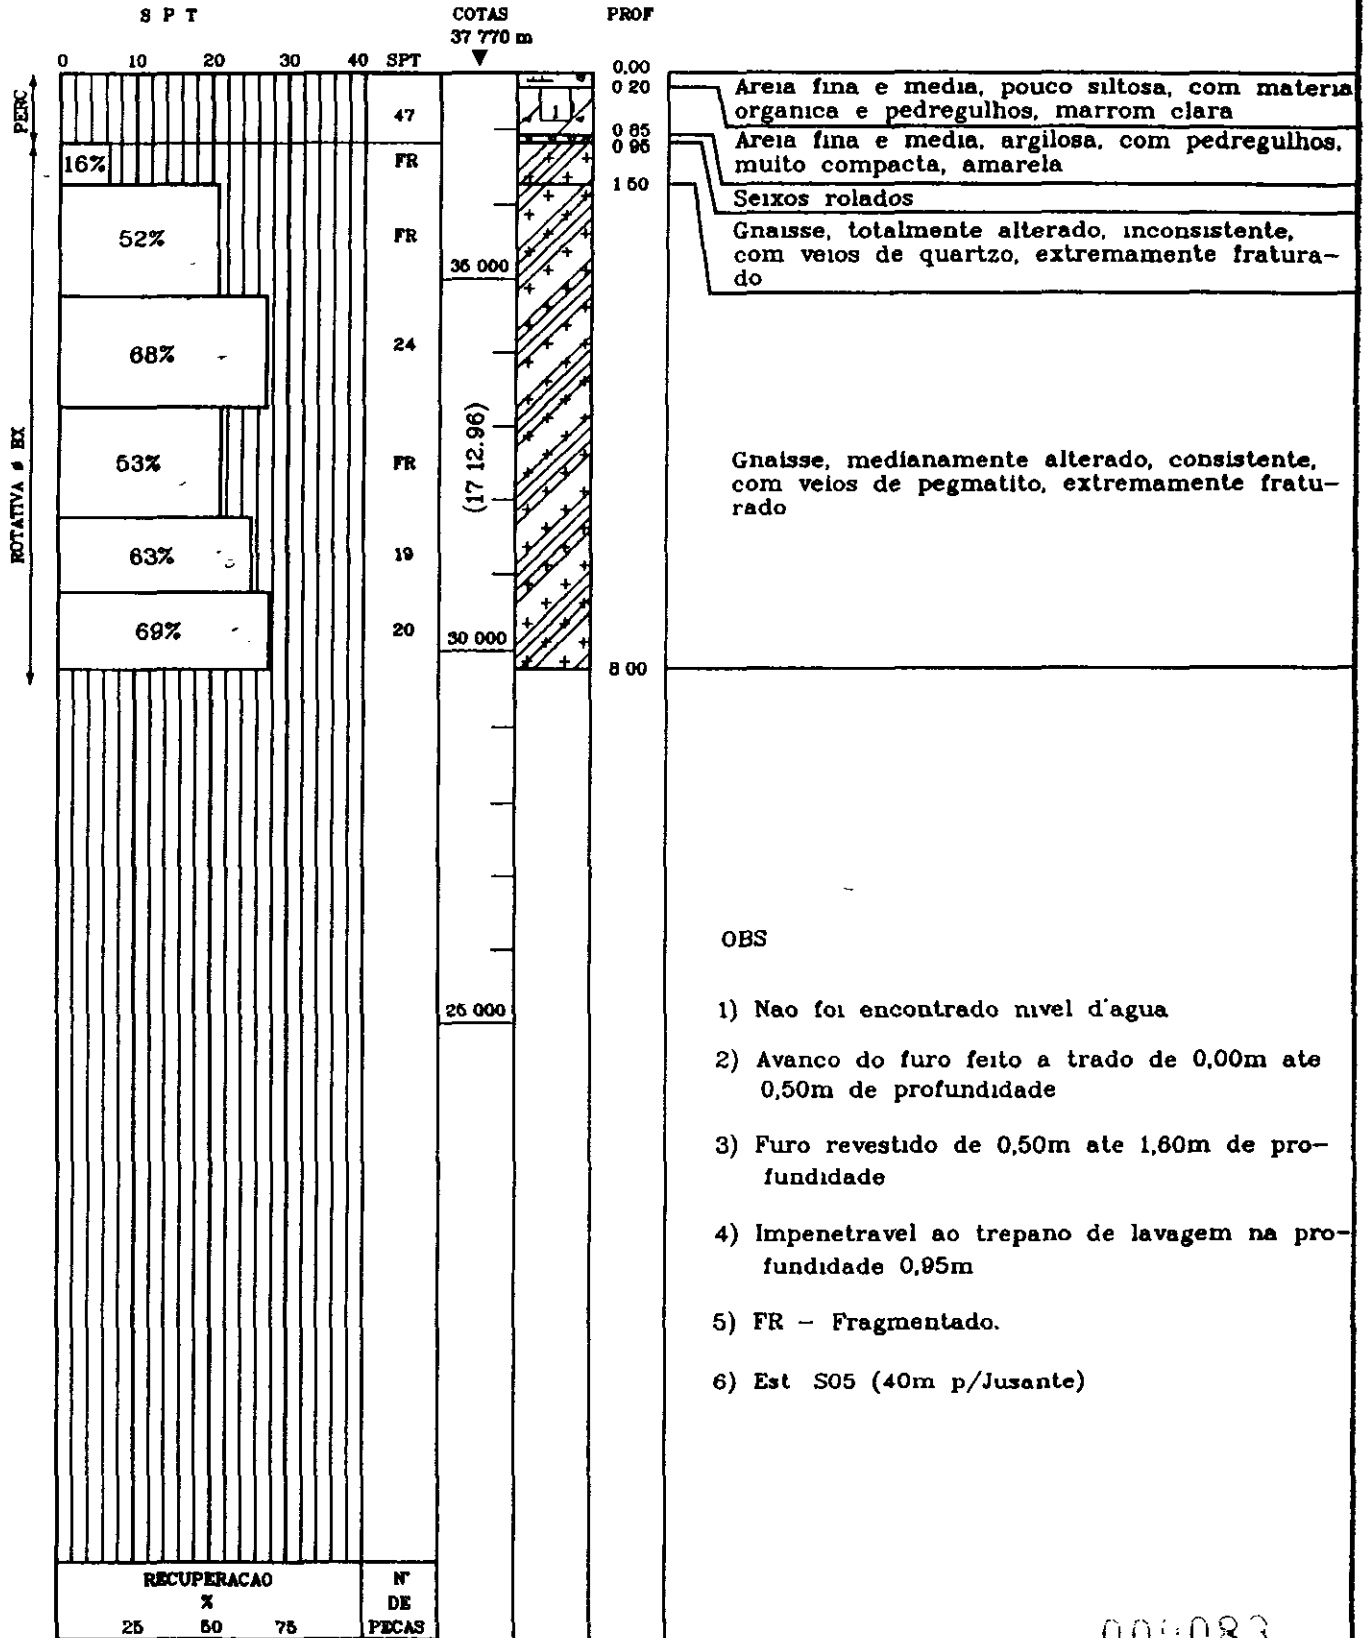 S P T
COTAS
37 770 m
PROF
0 10 20 30 40 SPT
PERC
ROTATIVA ø BX
47
16% FR
52% FR
68% 24
53% FR
63% 19
69% 20
35 000
(17 12.96)
30 000
25 000
1
0.00
0 20
0 85
0 95
1 50
8 00
Areia fina e media, pouco siltosa, com materia
organica e pedregulhos, marrom clara
Areia fina e media, argilosa, com pedregulhos,
muito compacta, amarela
Seixos rolados
Gnaisse, totalmente alterado, inconsistente,
com veios de quartzo, extremamente fratura-
do
Gnaisse, medianamente alterado, consistente,
com veios de pegmatito, extremamente fratu-
rado
OBS
1) Nao foi encontrado nivel d'agua
2) Avanco do furo feito a trado de 0,00m ate
0,50m de profundidade
3) Furo revestido de 0,50m ate 1,60m de pro-
fundidade
4) Impenetravel ao trepano de lavagem na pro-
fundidade 0,95m
5) FR - Fragmentado.
6) Est S05 (40m p/Jusante)
RECUPERACAO
%
25 50 75
N°
DE
PECAS